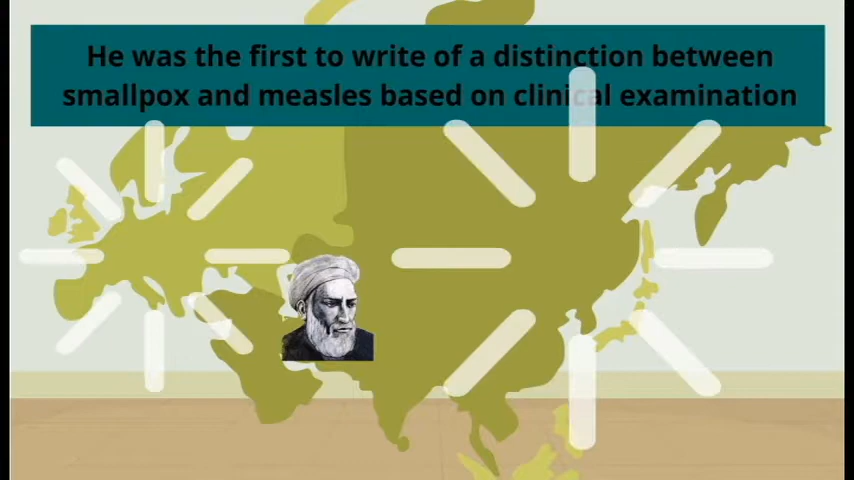 He was the first to write of a distinction between
smallpox and measles based on clinical examination